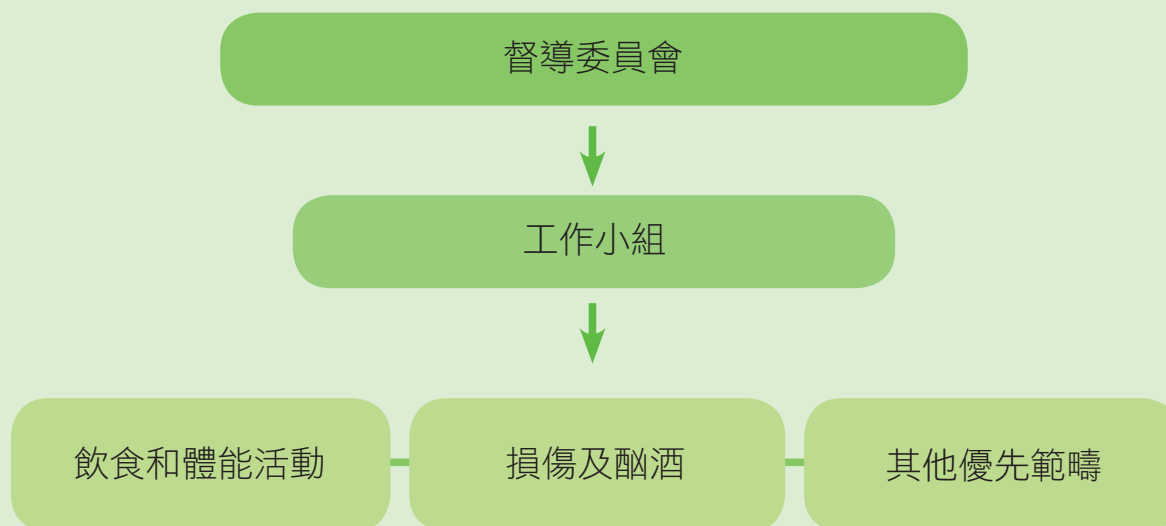 督導委員會
工作小組
飲食和體能活動
損傷及酗酒
其他優先範疇